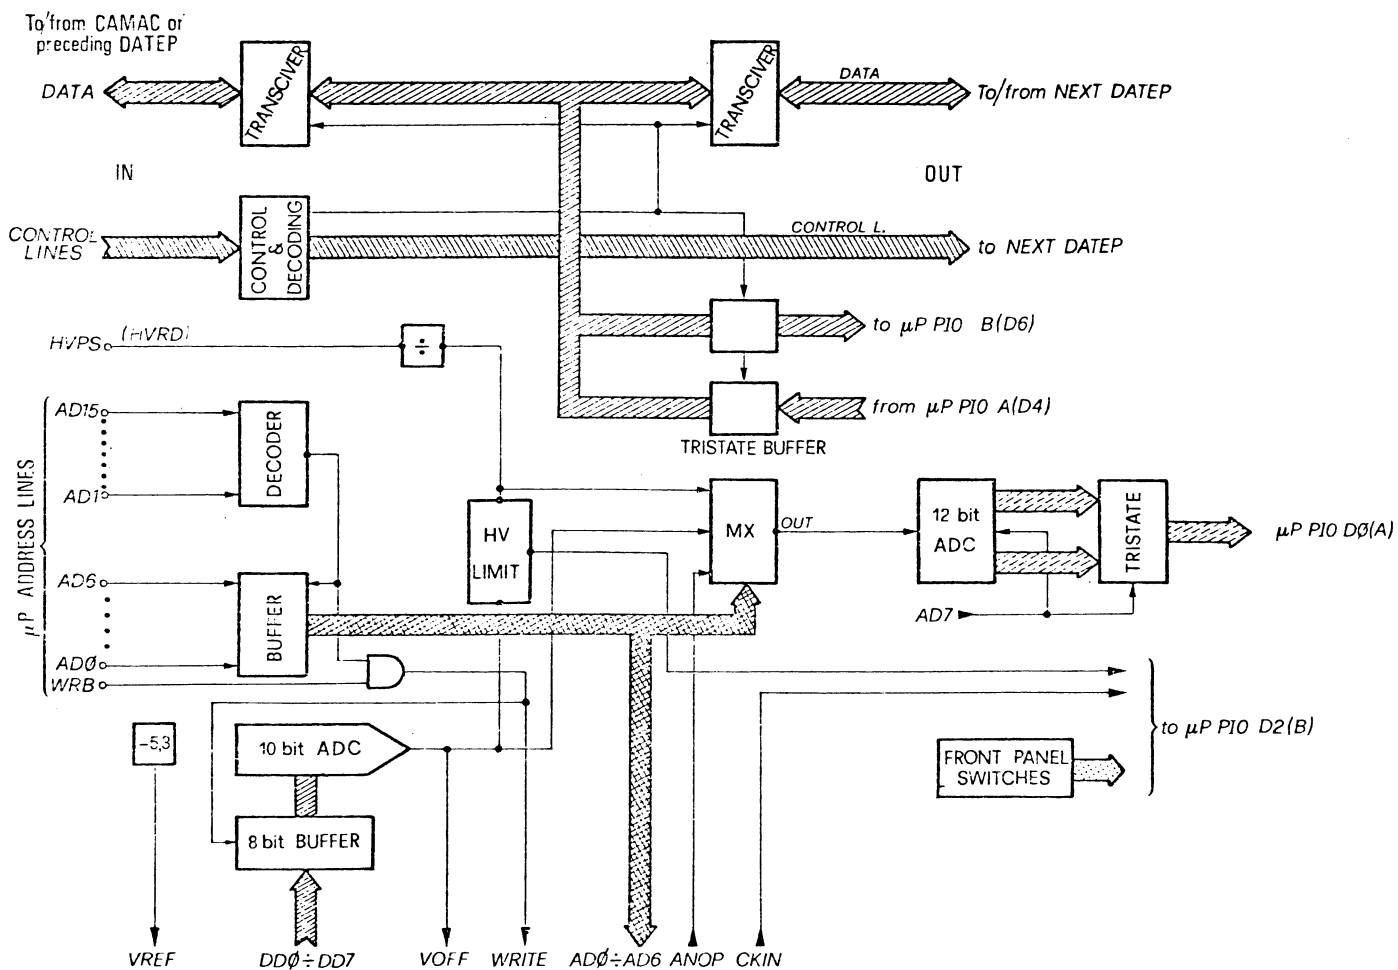 To/from CAMAC or
preceding DATEP
DATA
TRANSCIVER
TRANSCIVER
DATA
To/from NEXT DATEP
IN
OUT
CONTROL
LINES
CONTROL
&
DECODING
CONTROL L.
to NEXT DATEP
HVPS
(HVRD)
÷
to µP PIO B(D6)
from µP PIO A(D4)
TRISTATE BUFFER
µP ADDRESS LINES
AD15
AD1
DECODER
AD6
ADØ
WRB
BUFFER
HV
LIMIT
MX
OUT
12 bit
ADC
TRISTATE
µP PIO DØ(A)
AD7
-5,3
10 bit ADC
8 bit BUFFER
FRONT PANEL
SWITCHES
to µP PIO D2(B)
VREF
DDØ÷DD7
VOFF
WRITE
ADØ÷AD6
ANOP
CKIN